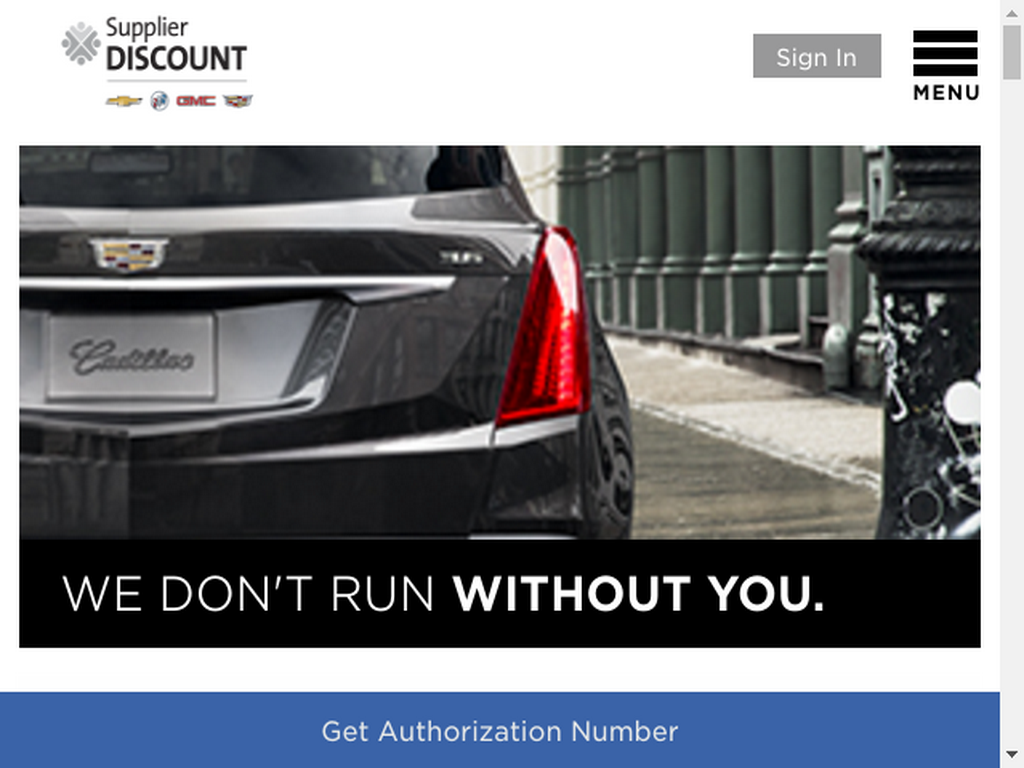 Supplier
DISCOUNT
GMC
Sign In
MENU
Cadillac
WE DON'T RUN WITHOUT YOU.
Get Authorization Number